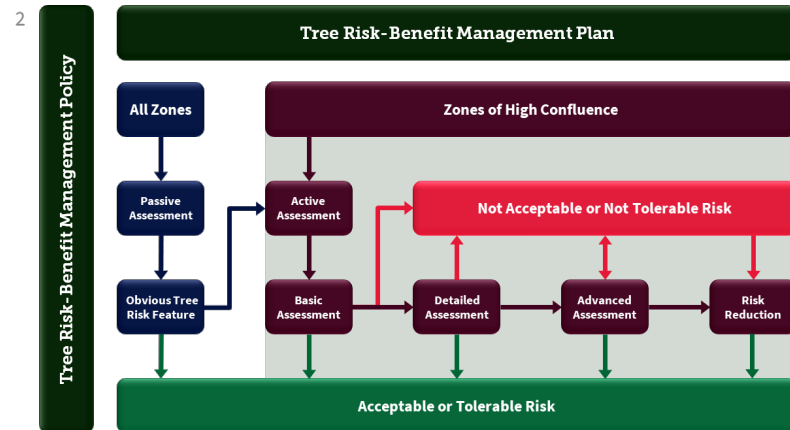 2
Tree Risk-Benefit Management Policy
Tree Risk-Benefit Management Plan
All Zones
Zones of High Confluence
Passive
Assessment
Active
Assessment
Not Acceptable or Not Tolerable Risk
Obvious Tree
Risk Feature
Basic
Assessment
Detailed
Assessment
Advanced
Assessment
Risk
Reduction
Acceptable or Tolerable Risk